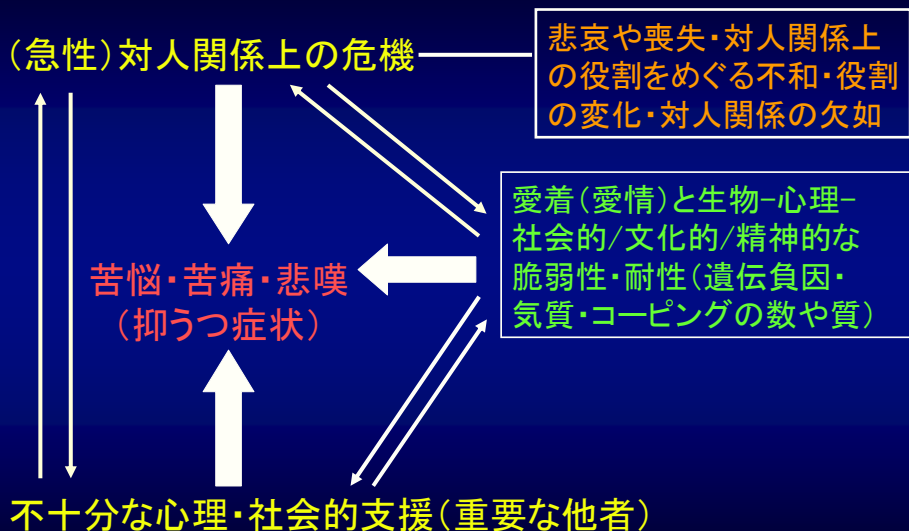 (急性)対人関係上の危機
悲哀や喪失・対人関係上
の役割をめぐる不和・役割
の変化・対人関係の欠如
愛着(愛情)と生物−心理−
社会的/文化的/精神的な
脆弱性・耐性(遺伝負因・
気質・コーピングの数や質)
苦悩・苦痛・悲嘆
(抑うつ症状)
不十分な心理・社会的支援(重要な他者)